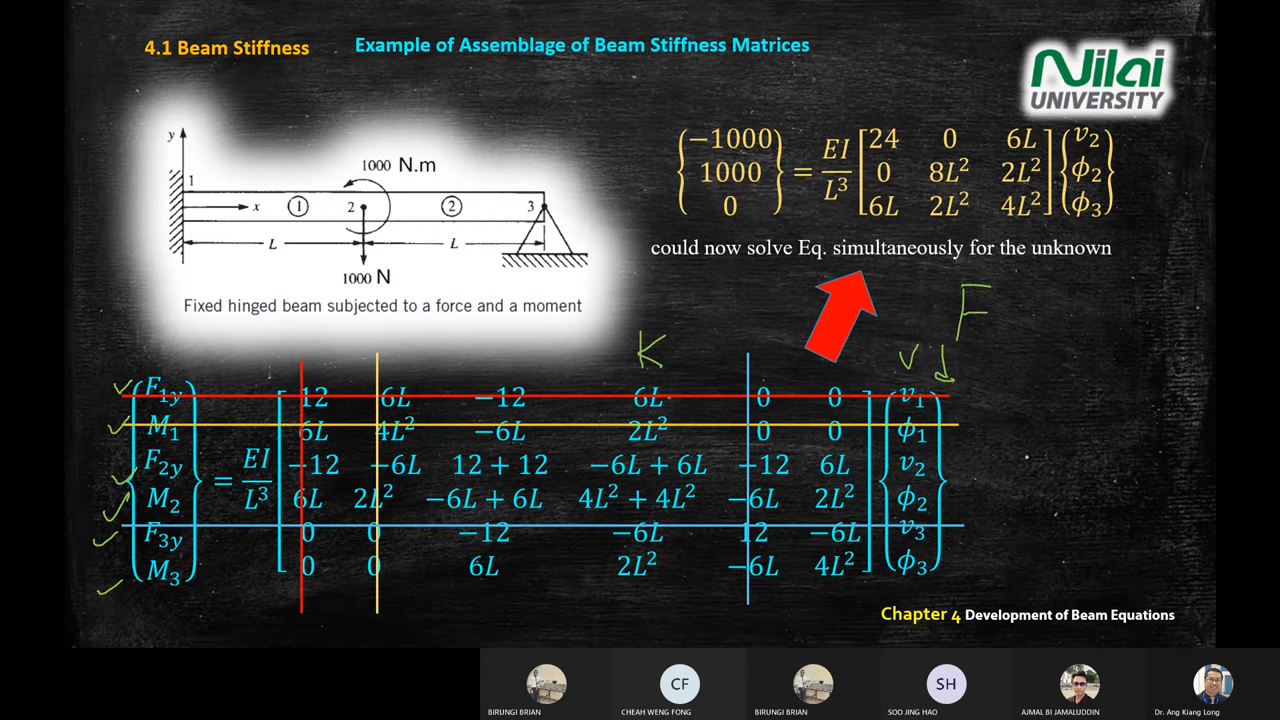 4.1 Beam Stiffness
Example of Assemblage of Beam Stiffness Matrices
Nilai
UNIVERSITY
y
1000 N.m
1
① 2 ② 3
x
L L
1000 N
Fixed hinged beam subjected to a force and a moment
{−1000} = EI/L³ [24 0 6L] {v₂}
{1000} [0 8L² 2L²] {ϕ₂}
{0} [6L 2L² 4L²] {ϕ₃}
could now solve Eq. simultaneously for the unknown
F
K
F₁y 12 6L −12 6L 0 0 v₁
M₁ 6L 4L² −6L 2L² 0 0 ϕ₁
F₂y = EI/L³ −12 −6L 12 + 12 −6L + 6L −12 6L v₂
M₂ 6L 2L² −6L + 6L 4L² + 4L² −6L 2L² ϕ₂
F₃y 0 0 −12 −6L 12 −6L v₃
M₃ 0 0 6L 2L² −6L 4L² ϕ₃
Chapter 4 Development of Beam Equations
CF SH
BIRUNGI BRIAN CHEAH WENG FONG BIRUNGI BRIAN SOO JING HAO AJMAL BI JAMALUDDIN Dr. Ang Kiang Long